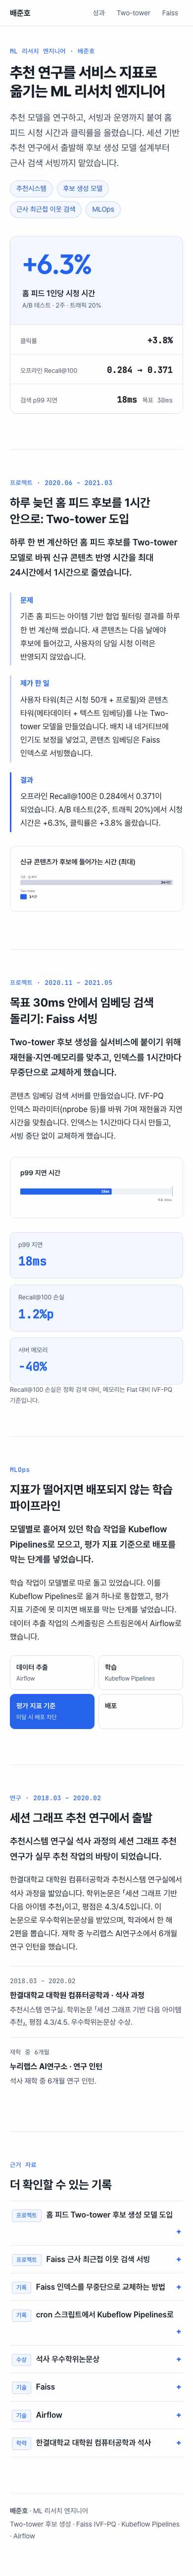 배준호
성과 Two-tower Faiss
ML 리서치 엔지니어 · 배준호
추천 연구를 서비스 지표로
옮기는 ML 리서치 엔지니어
추천 모델을 연구하고, 서빙까지 붙여 홈
피드 시청 시간과 클릭률을 올렸습니다. 세션 기반
추천 연구에서 출발해 후보 생성 모델 설계부터
근사 검색 서빙까지 맡았습니다.
추천시스템 후보 생성 모델
근사 최근접 이웃 검색 MLOps
+6.3%
홈 피드 1인당 시청 시간
A/B 테스트 · 2주 · 트래픽 20%
클릭률 +3.8%
오프라인 Recall@100 0.284 → 0.371
검색 p99 지연 18ms 목표 30ms
프로젝트 · 2020.06 – 2021.03
하루 늦던 홈 피드 후보를 1시간
안으로: Two-tower 도입
하루 한 번 계산하던 홈 피드 후보를 Two-tower
모델로 바꿔 신규 콘텐츠 반영 시간을 최대
24시간에서 1시간으로 줄였습니다.
문제
기존 홈 피드는 아이템 기반 협업 필터링 결과를 하루
한 번 계산해 썼습니다. 새 콘텐츠는 다음 날에야
후보에 들어갔고, 사용자의 당일 시청 이력은
반영되지 않았습니다.
제가 한 일
사용자 타워(최근 시청 50개 + 프로필)와 콘텐츠
타워(메타데이터 + 텍스트 임베딩)를 나눈 Two-
tower 모델을 만들었습니다. 배치 내 네거티브에
인기도 보정을 넣었고, 콘텐츠 임베딩은 Faiss
인덱스로 서빙했습니다.
결과
오프라인 Recall@100은 0.284에서 0.371이
되었습니다. A/B 테스트(2주, 트래픽 20%)에서 시청
시간은 +6.3%, 클릭률은 +3.8% 올랐습니다.
신규 콘텐츠가 후보에 들어가는 시간 (최대)
24시간
Two-tower
1시간
프로젝트 · 2020.11 – 2021.05
목표 30ms 안에서 임베딩 검색
돌리기: Faiss 서빙
Two-tower 후보 생성을 실서비스에 붙이기 위해
재현율·지연·메모리를 맞추고, 인덱스를 1시간마다
무중단으로 교체하게 했습니다.
콘텐츠 임베딩 검색 서버를 만들었습니다. IVF-PQ
인덱스 파라미터(nprobe 등)를 바꿔 가며 재현율과 지연
시간을 맞췄습니다. 인덱스는 1시간마다 다시 만들고,
서빙 중단 없이 교체하게 했습니다.
p99 지연 시간
18ms
목표 30ms
p99 지연
18ms
Recall@100 손실
1.2%p
서버 메모리
-40%
Recall@100 손실은 정확 검색 대비, 메모리는 Flat 대비 IVF-PQ
기준입니다.
MLOps
지표가 떨어지면 배포되지 않는 학습
파이프라인
모델별로 흩어져 있던 학습 작업을 Kubeflow
Pipelines로 모으고, 평가 지표 기준으로 배포를
막는 단계를 넣었습니다.
학습 작업이 모델별로 따로 돌고 있었습니다. 이를
Kubeflow Pipelines로 옮겨 하나로 통합했고, 평가
지표 기준에 못 미치면 배포를 막는 단계를 넣었습니다.
데이터 추출 작업의 스케줄링은 스트림온에서 Airflow로
했습니다.
데이터 추출
Airflow
학습
Kubeflow Pipelines
평가 지표 기준
미달 시 배포 차단
배포
연구 · 2018.03 – 2020.02
세션 그래프 추천 연구에서 출발
추천시스템 연구실 석사 과정의 세션 그래프 추천
연구가 실무 추천 작업의 바탕이 되었습니다.
한결대학교 대학원 컴퓨터공학과 추천시스템 연구실에서
석사 과정을 밟았습니다. 학위논문은 「세션 그래프 기반
다음 아이템 추천」이고, 평점은 4.3/4.5입니다. 이
논문으로 우수학위논문상을 받았으며, 학과에서 한 해
2편을 뽑습니다. 재학 중 누리랩스 AI연구소에서 6개월
연구 인턴을 했습니다.
2018.03 – 2020.02
한결대학교 대학원 컴퓨터공학과 · 석사 과정
추천시스템 연구실. 학위논문 「세션 그래프 기반 다음 아이템
추천」, 평점 4.3/4.5. 우수학위논문상 수상.
재학 중 6개월
누리랩스 AI연구소 · 연구 인턴
석사 재학 중 6개월 연구 인턴.
근거 자료
더 확인할 수 있는 기록
프로젝트 홈 피드 Two-tower 후보 생성 모델 도입
+
프로젝트 Faiss 근사 최근접 이웃 검색 서빙 +
기록 Faiss 인덱스를 무중단으로 교체하는 방법 +
기록 cron 스크립트에서 Kubeflow Pipelines로
+
수상 석사 우수학위논문상 +
기술 Faiss +
기술 Airflow +
학력 한결대학교 대학원 컴퓨터공학과 석사 +
배준호 · ML 리서치 엔지니어
Two-tower 후보 생성 · Faiss IVF-PQ · Kubeflow Pipelines
· Airflow